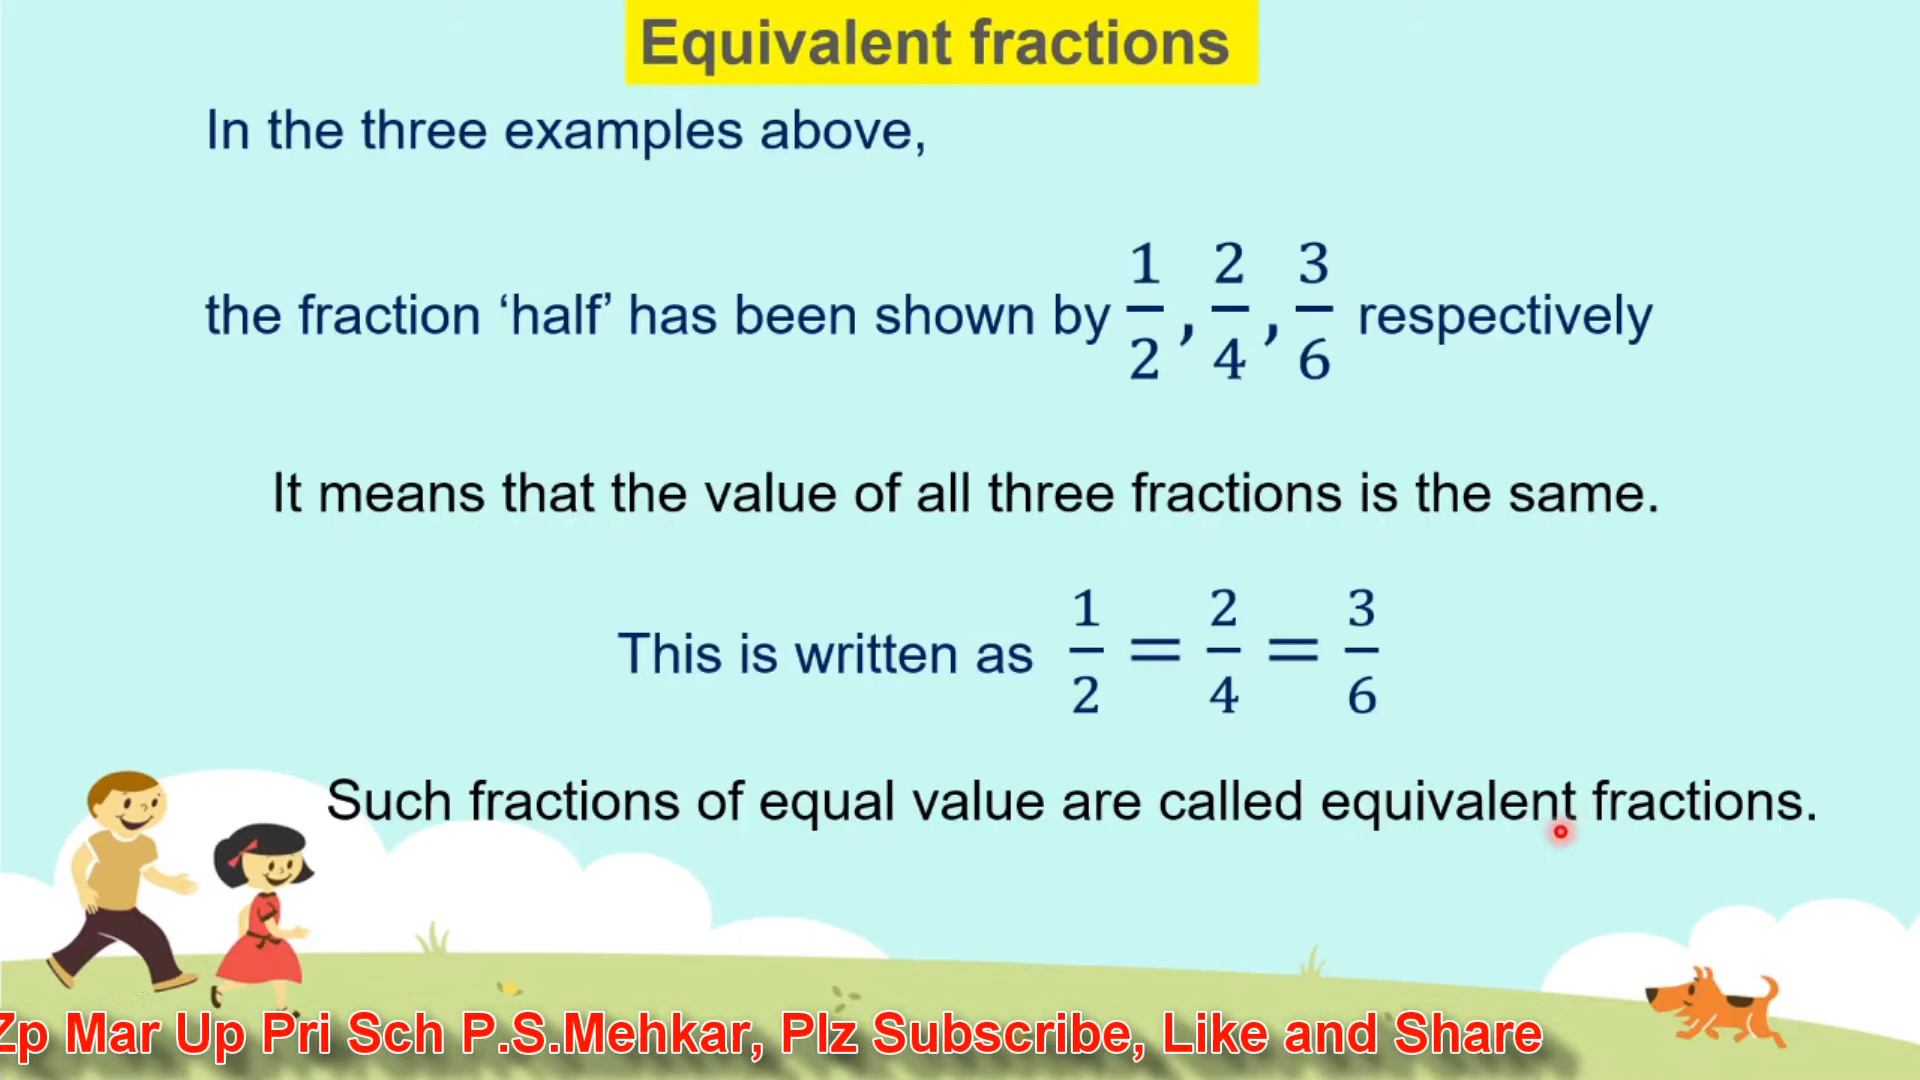 Equivalent fractions
In the three examples above,
the fraction ‘half’ has been shown by 1/2 , 2/4 , 3/6 respectively
It means that the value of all three fractions is the same.
This is written as 1/2 = 2/4 = 3/6
Such fractions of equal value are called equivalent fractions.
Zp Mar Up Pri Sch P.S.Mehkar, Plz Subscribe, Like and Share